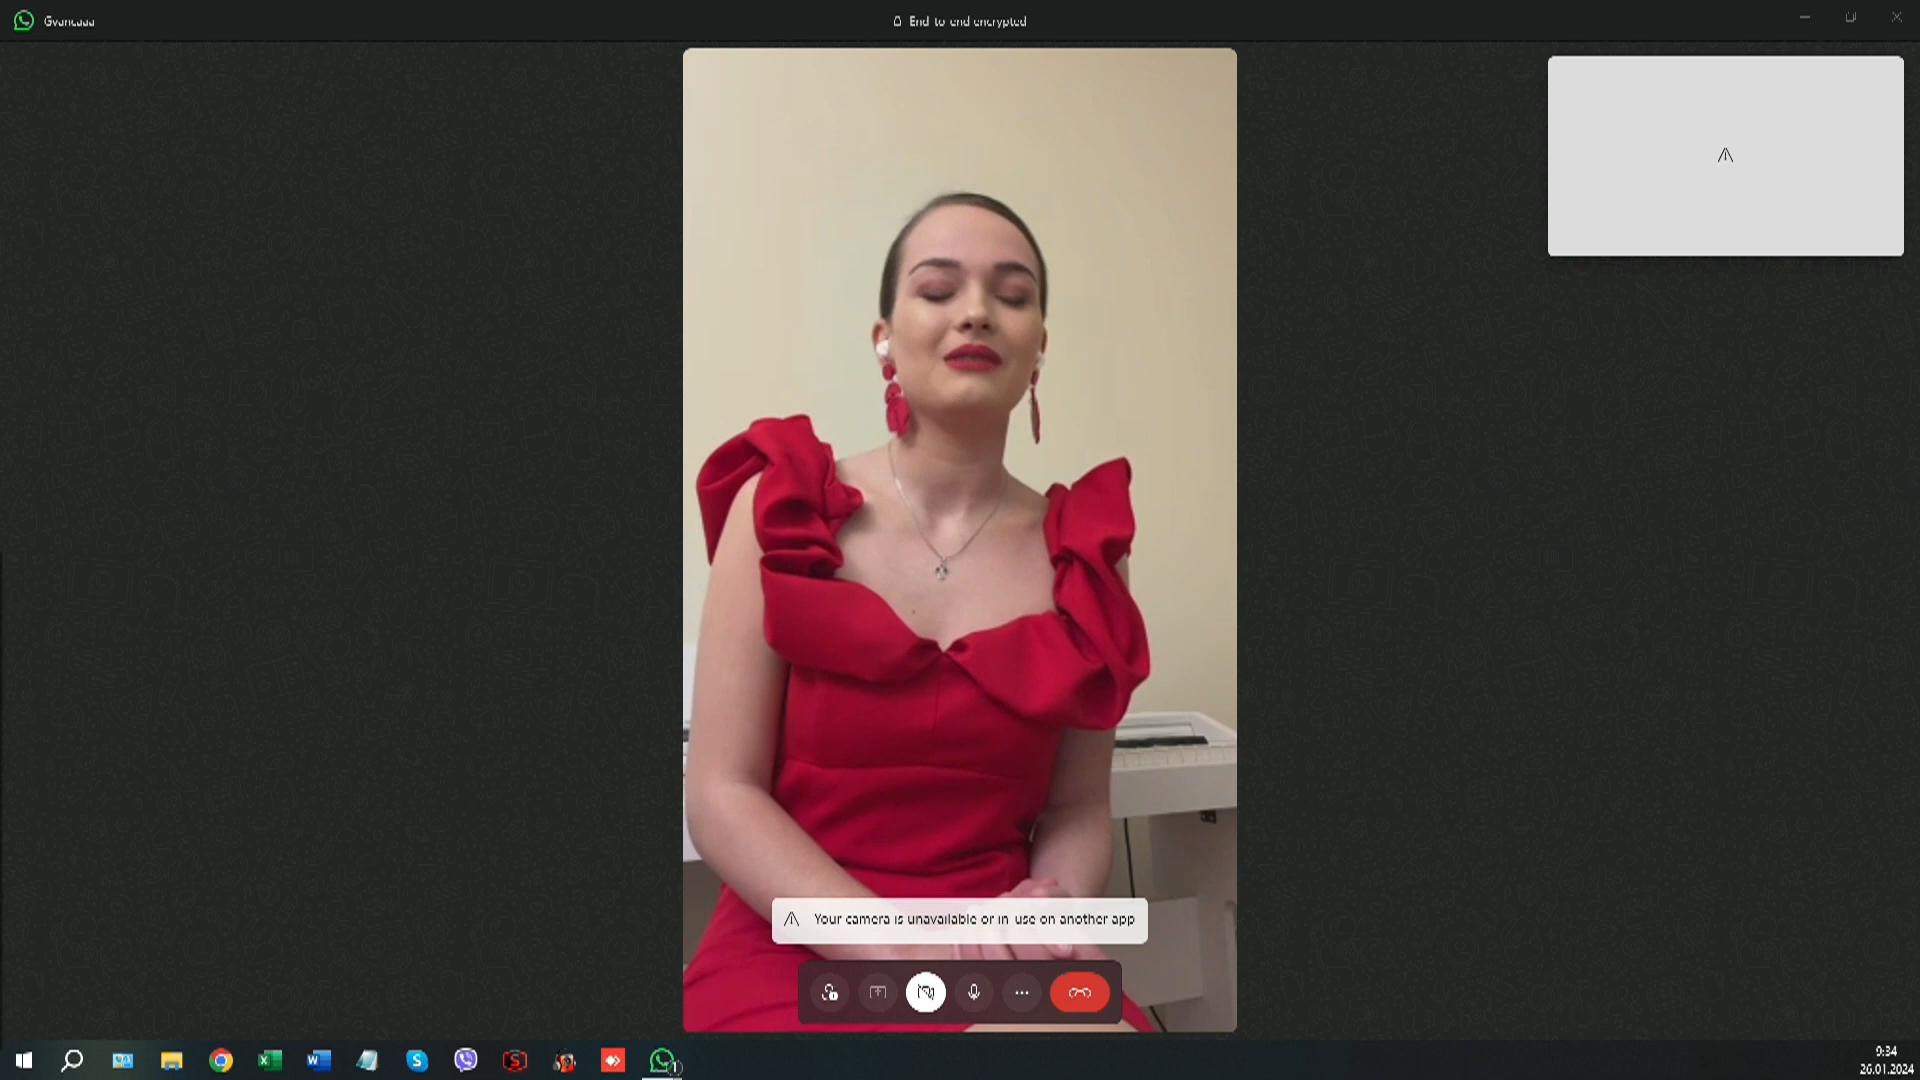 Gvancaaa
End-to-end encrypted
Your camera is unavailable or in use on another app
9:34
26.01.2024